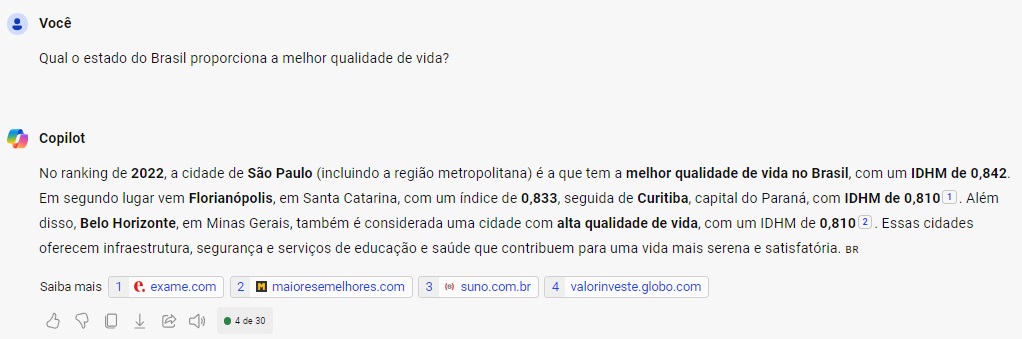 Você
Qual o estado do Brasil proporciona a melhor qualidade de vida?
Copilot
No ranking de 2022, a cidade de São Paulo (incluindo a região metropolitana) é a que tem a melhor qualidade de vida no Brasil, com um IDHM de 0,842.
Em segundo lugar vem Florianópolis, em Santa Catarina, com um índice de 0,833, seguida de Curitiba, capital do Paraná, com IDHM de 0,810 1 . Além
disso, Belo Horizonte, em Minas Gerais, também é considerada uma cidade com alta qualidade de vida, com um IDHM de 0,810 2 . Essas cidades
oferecem infraestrutura, segurança e serviços de educação e saúde que contribuem para uma vida mais serena e satisfatória. BR
Saiba mais 1 e. exame.com 2 M maioresemelhores.com 3 (s) suno.com.br 4 valorinveste.globo.com
4 de 30